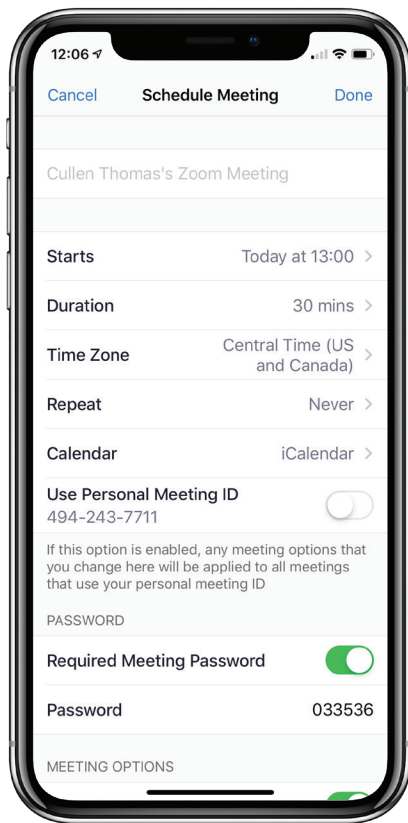 12:06
Cancel Schedule Meeting Done
Cullen Thomas's Zoom Meeting
Starts Today at 13:00
Duration 30 mins
Time Zone Central Time (US
and Canada)
Repeat Never
Calendar iCalendar
Use Personal Meeting ID
494-243-7711
If this option is enabled, any meeting options that
you change here will be applied to all meetings
that use your personal meeting ID
PASSWORD
Required Meeting Password
Password 033536
MEETING OPTIONS